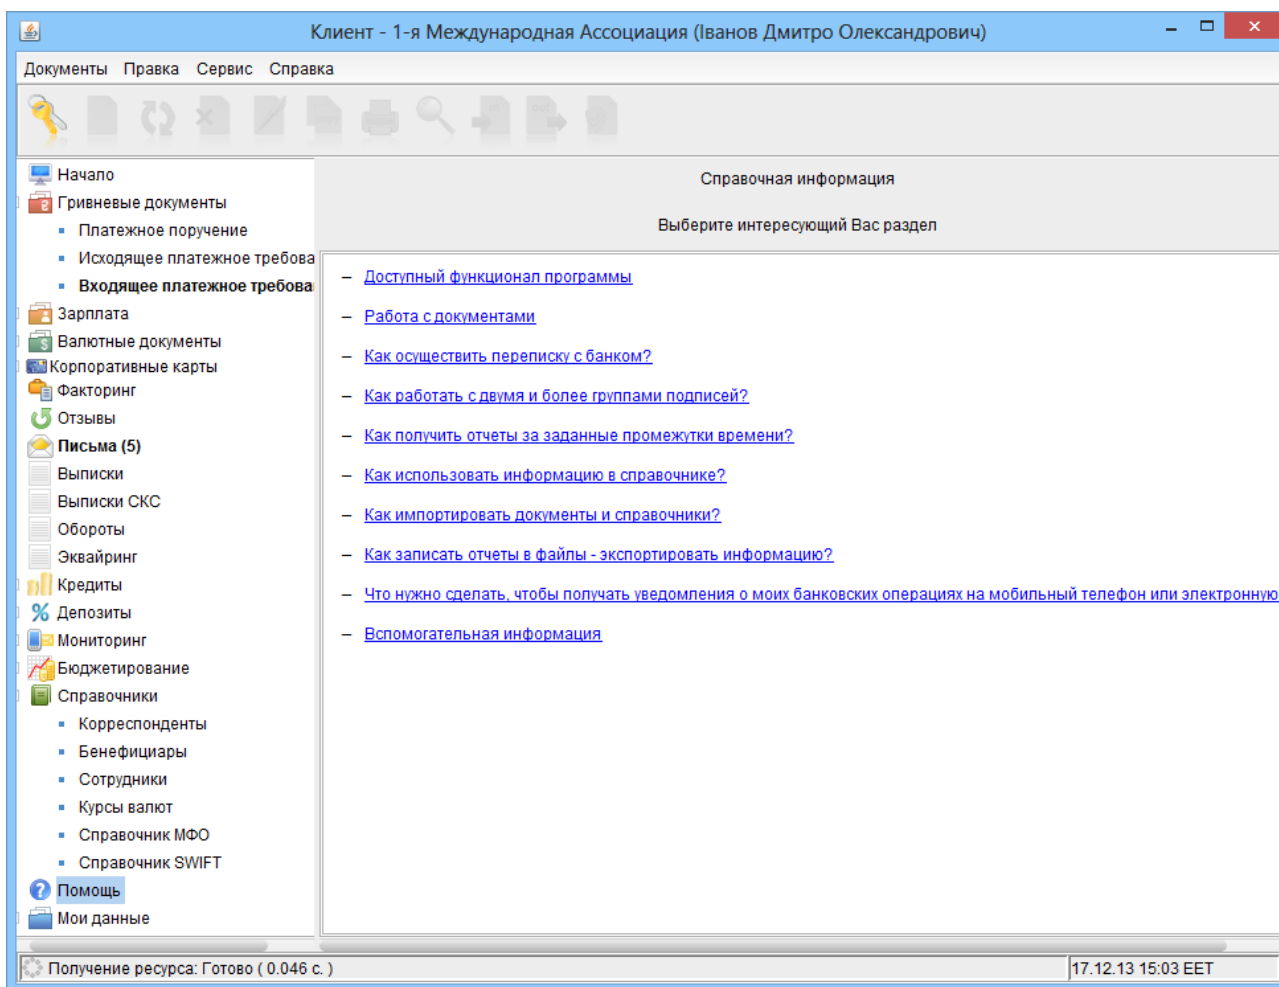 Клиент - 1-я Международная Ассоциация (Іванов Дмитро Олександрович)
Документы Правка Сервис Справка
Начало
Гривневые документы
Платежное поручение
Исходящее платежное требова
Входящее платежное требова
Зарплата
Валютные документы
Корпоративные карты
Факторинг
Отзывы
Письма (5)
Выписки
Выписки СКС
Обороты
Эквайринг
Кредиты
Депозиты
Мониторинг
Бюджетирование
Справочники
Корреспонденты
Бенефициары
Сотрудники
Курсы валют
Справочник МФО
Справочник SWIFT
Помощь
Мои данные
Справочная информация
Выберите интересующий Вас раздел
– Доступный функционал программы
– Работа с документами
– Как осуществить переписку с банком?
– Как работать с двумя и более группами подписей?
– Как получить отчеты за заданные промежутки времени?
– Как использовать информацию в справочнике?
– Как импортировать документы и справочники?
– Как записать отчеты в файлы - экспортировать информацию?
– Что нужно сделать, чтобы получать уведомления о моих банковских операциях на мобильный телефон или электронную
– Вспомогательная информация
Получение ресурса: Готово ( 0.046 с. )
17.12.13 15:03 EET